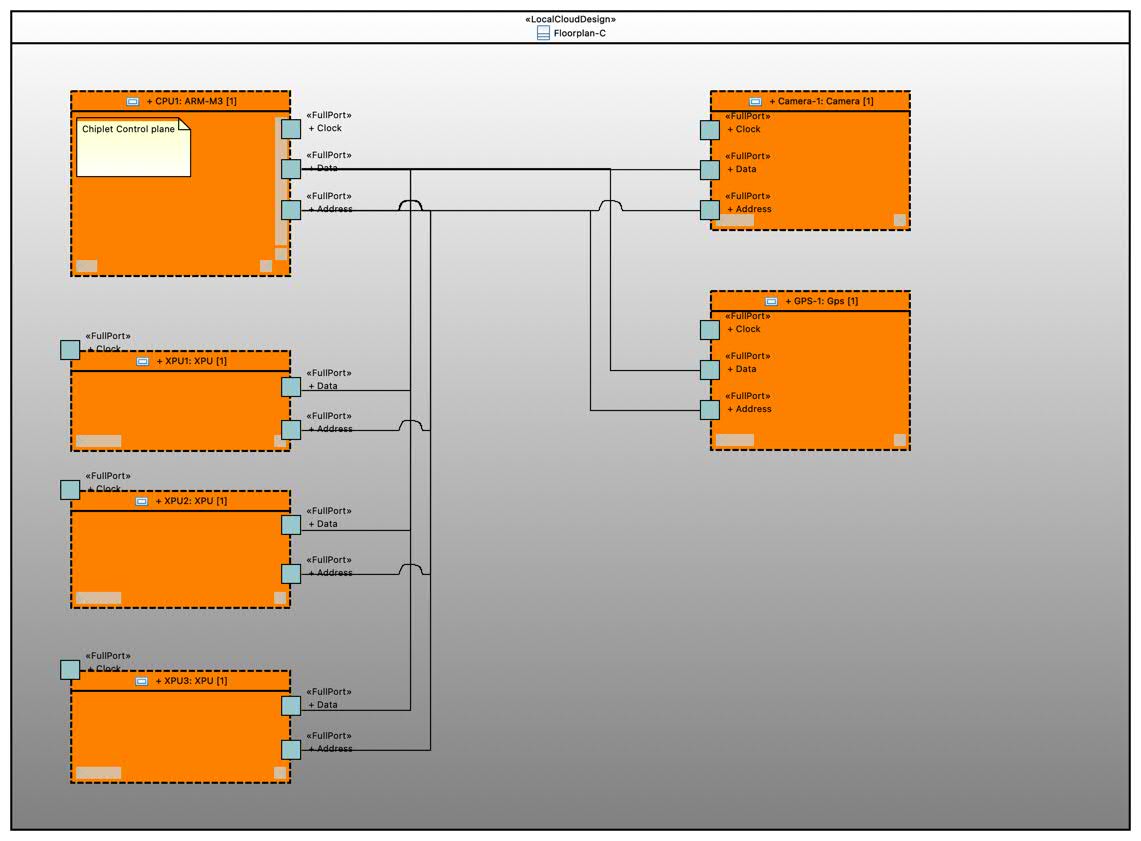 «LocalCloudDesign»
Floorplan-C
+ CPU1: ARM-M3 [1]
Chiplet Control plane
«FullPort»
+ Clock
«FullPort»
+ Data
«FullPort»
+ Address
+ Camera-1: Camera [1]
«FullPort»
+ Clock
«FullPort»
+ Data
«FullPort»
+ Address
+ GPS-1: Gps [1]
«FullPort»
+ Clock
«FullPort»
+ Data
«FullPort»
+ Address
«FullPort»
+ Clock
+ XPU1: XPU [1]
«FullPort»
+ Data
«FullPort»
+ Address
«FullPort»
+ Clock
+ XPU2: XPU [1]
«FullPort»
+ Data
«FullPort»
+ Address
«FullPort»
+ Clock
+ XPU3: XPU [1]
«FullPort»
+ Data
«FullPort»
+ Address